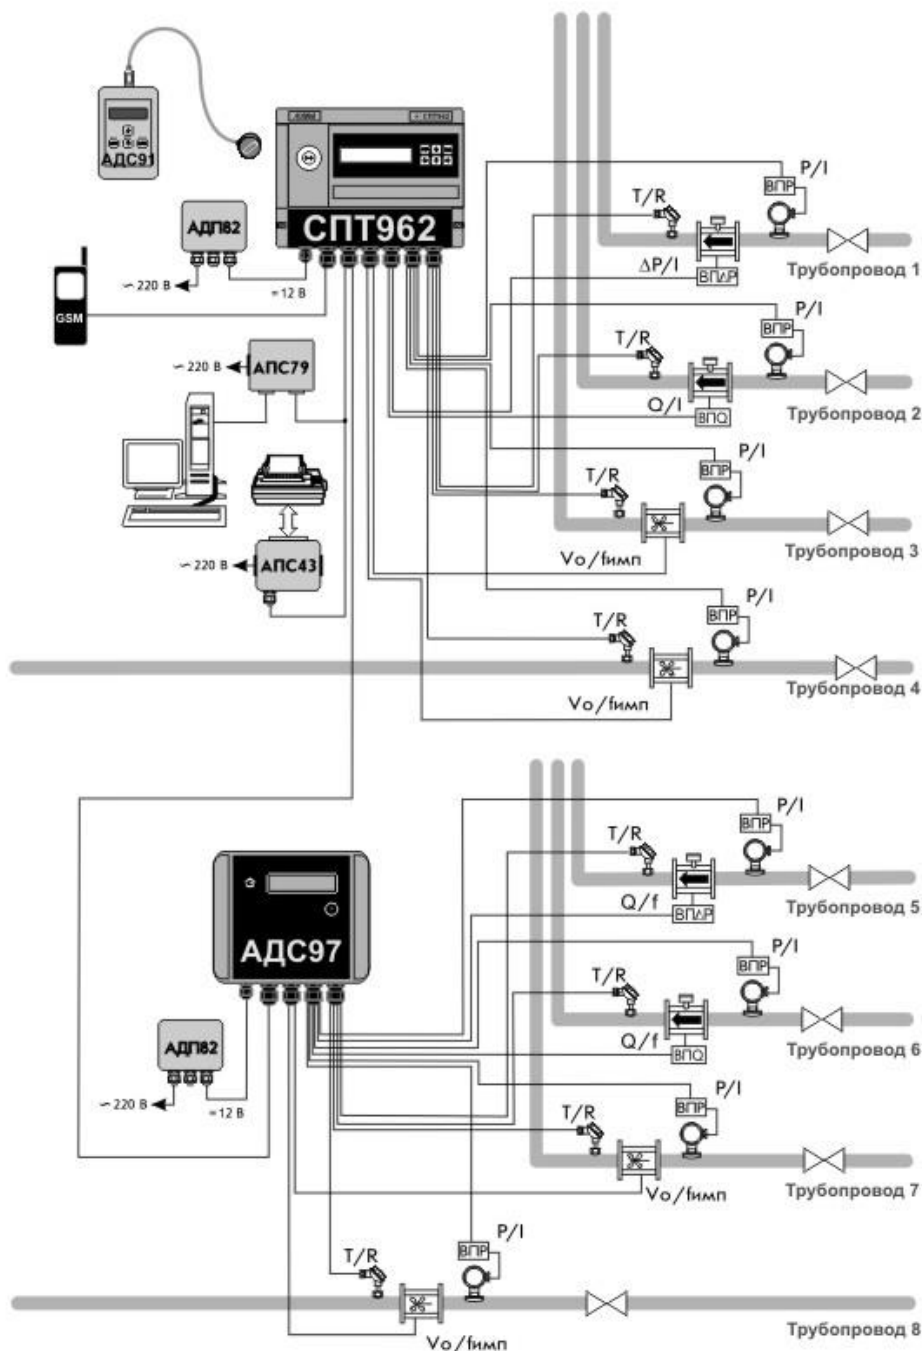 АДС91
СПТ962
P/I
ВПР
T/R
АДП82
Трубопровод 1
ΔP/I
ВПΔР
∼ 220 В
=12 В
GSM
P/I
ВПР
T/R
∼ 220 В
АПС79
Q/I
ВПQ
Трубопровод 2
P/I
ВПР
T/R
∼ 220 В
АПС43
Vo/fимп
Трубопровод 3
P/I
ВПР
T/R
Трубопровод 4
Vo/fимп
P/I
ВПР
T/R
Q/f
ВПΔР
Трубопровод 5
АДС97
P/I
ВПР
T/R
Q/f
ВПQ
Трубопровод 6
АДП82
∼ 220 В
=12 В
P/I
ВПР
T/R
Vo/fимп
Трубопровод 7
P/I
ВПР
T/R
Vo/fимп
Трубопровод 8